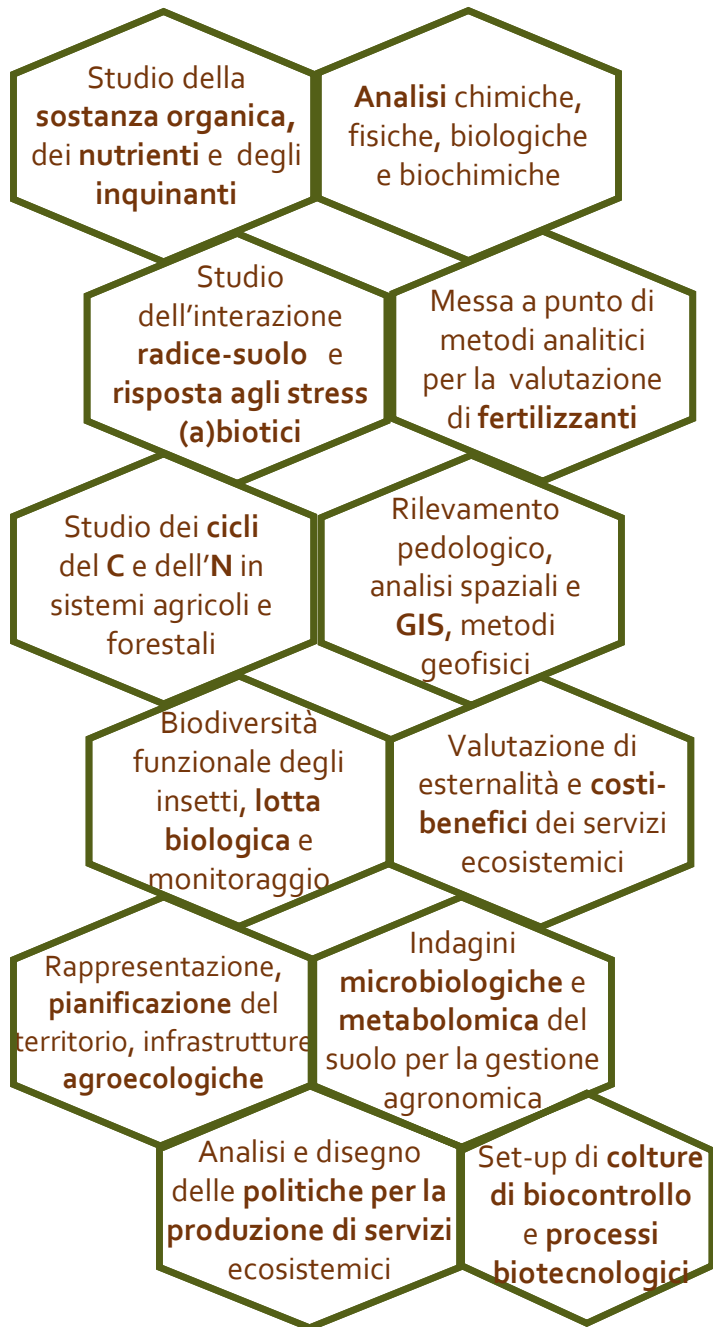 Studio della
sostanza organica,
dei nutrienti e degli
inquinanti
Analisi chimiche,
fisiche, biologiche
e biochimiche
Studio
dell'interazione
radice-suolo e
risposta agli stress
(a)biotici
Messa a punto di
metodi analitici
per la valutazione
di fertilizzanti
Studio dei cicli
del C e dell'N in
sistemi agricoli e
forestali
Rilevamento
pedologico,
analisi spaziali e
GIS, metodi
geofisici
Biodiversità
funzionale degli
insetti, lotta
biologica e
monitoraggio
Valutazione di
esternalità e costi-
benefici dei servizi
ecosistemici
Rappresentazione,
pianificazione del
territorio, infrastrutture
agroecologiche
Indagini
microbiologiche e
metabolomica del
suolo per la gestione
agronomica
Analisi e disegno
delle politiche per la
produzione di servizi
ecosistemici
Set-up di colture
di biocontrollo
e processi
biotecnologici